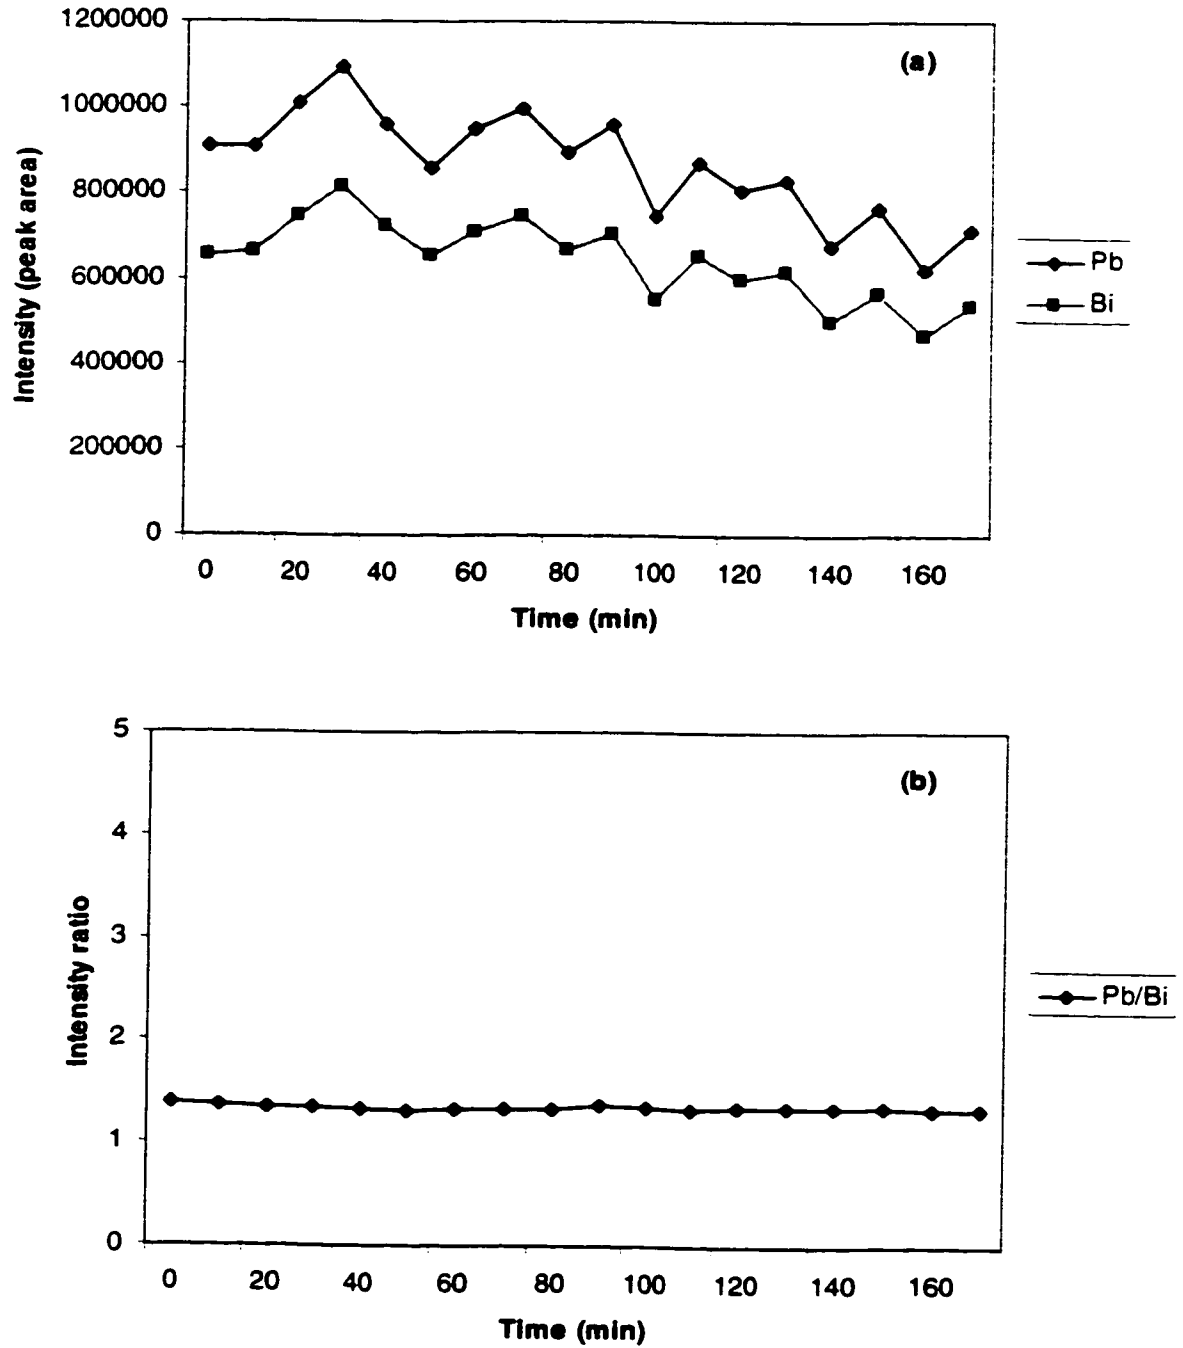 1200000
(a)
1000000
800000
600000
400000
200000
0
Intensity (peak area)
Pb
Bi
0 20 40 60 80 100 120 140 160
Time (min)
5
(b)
4
3
2
1
0
Intensity ratio
Pb/Bi
0 20 40 60 80 100 120 140 160
Time (min)